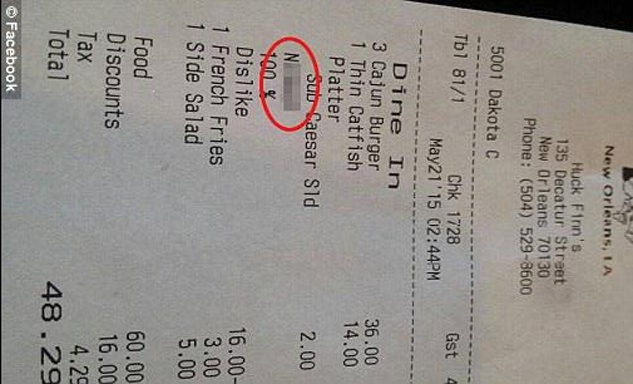 New Orleans, LA
Huck Finn's
135 Decatur Street
New Orleans 70130
Phone: (504) 529-8600
5001 Dakota C
Tbl 81/1 Chk 1728 Gst 4
May21'15 02:44PM
Dine In
3 Cajun Burger 36.00
1 Thin Catfish 14.00
Platter
Sub Caesar Sld 2.00
N
100 %
Dislike 16.00-
1 French Fries 3.00
1 Side Salad 5.00
Food 60.00
Discounts 16.00
Tax 4.29
Total 48.29
© Facebook